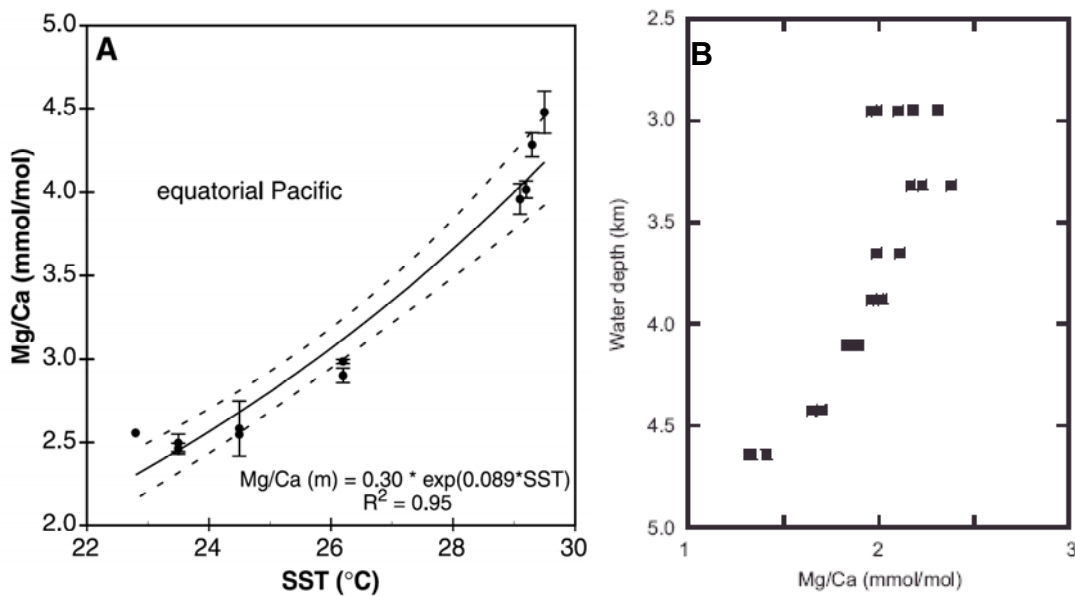 A
5.0
4.5
4.0
3.5
3.0
2.5
2.0
Mg/Ca (mmol/mol)
equatorial Pacific
Mg/Ca (m) = 0.30 * exp(0.089*SST)
R² = 0.95
22 24 26 28 30
SST (°C)
B
2.5
3.0
3.5
4.0
4.5
5.0
Water depth (km)
1 2 3
Mg/Ca (mmol/mol)